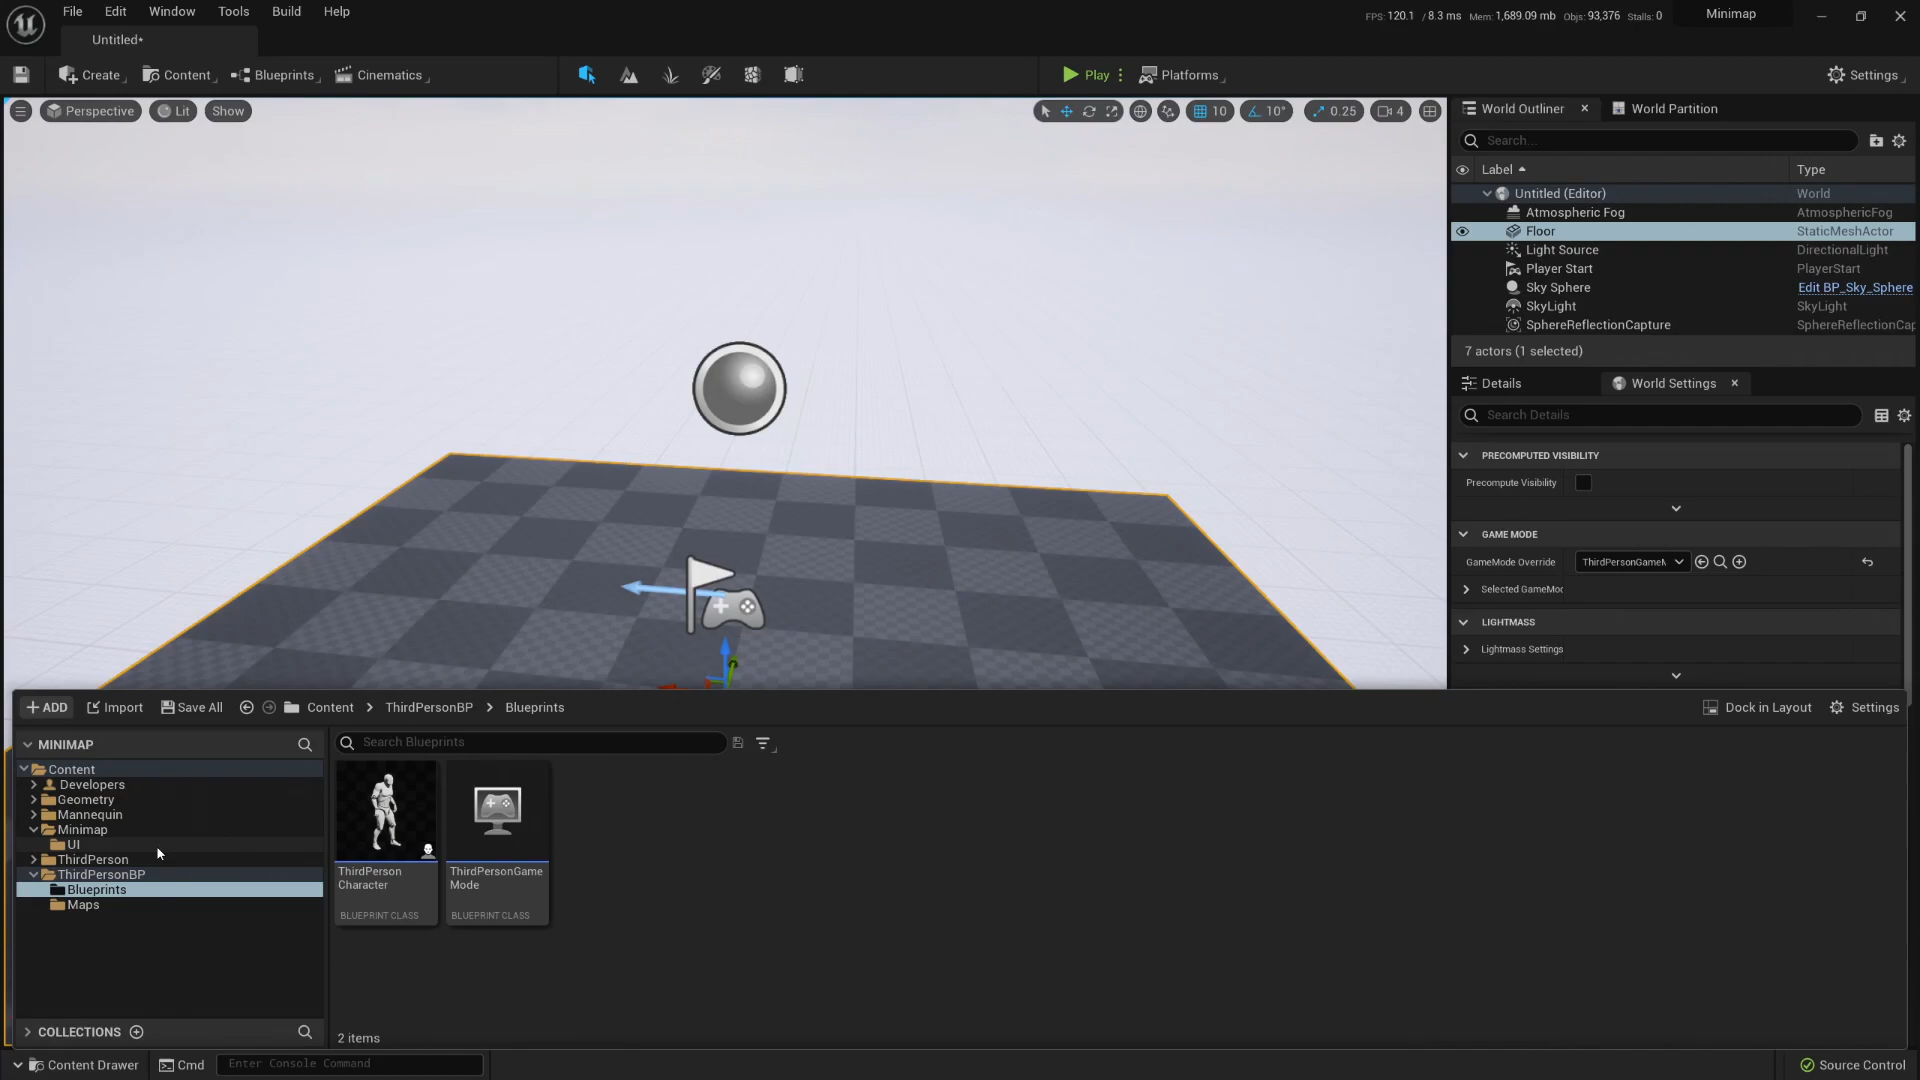 File Edit Window Tools Build Help
FPS: 120.1 / 8.3 ms Mem: 1,689.09 mb Objs: 93,376 Stalls: 0 Minimap
Untitled*
Create Content Blueprints Cinematics Play Platforms Settings
Perspective Lit Show 10 10° 0.25 4
World Outliner World Partition
Search...
Label Type
Untitled (Editor) World
Atmospheric Fog AtmosphericFog
Floor StaticMeshActor
Light Source DirectionalLight
Player Start PlayerStart
Sky Sphere Edit BP_Sky_Sphere
SkyLight SkyLight
SphereReflectionCapture SphereReflectionCap
7 actors (1 selected)
Details World Settings
Search Details
PRECOMPUTED VISIBILITY
Precompute Visibility
GAME MODE
GameMode Override ThirdPersonGameM
Selected GameMod
LIGHTMASS
Lightmass Settings
ADD Import Save All Content ThirdPersonBP Blueprints Dock in Layout Settings
MINIMAP
Search Blueprints
Content
Developers
Geometry
Mannequin
Minimap
UI
ThirdPerson
ThirdPersonBP
Blueprints
Maps
ThirdPerson
Character
BLUEPRINT CLASS
ThirdPersonGame
Mode
BLUEPRINT CLASS
COLLECTIONS
2 items
Content Drawer Cmd Enter Console Command Source Control